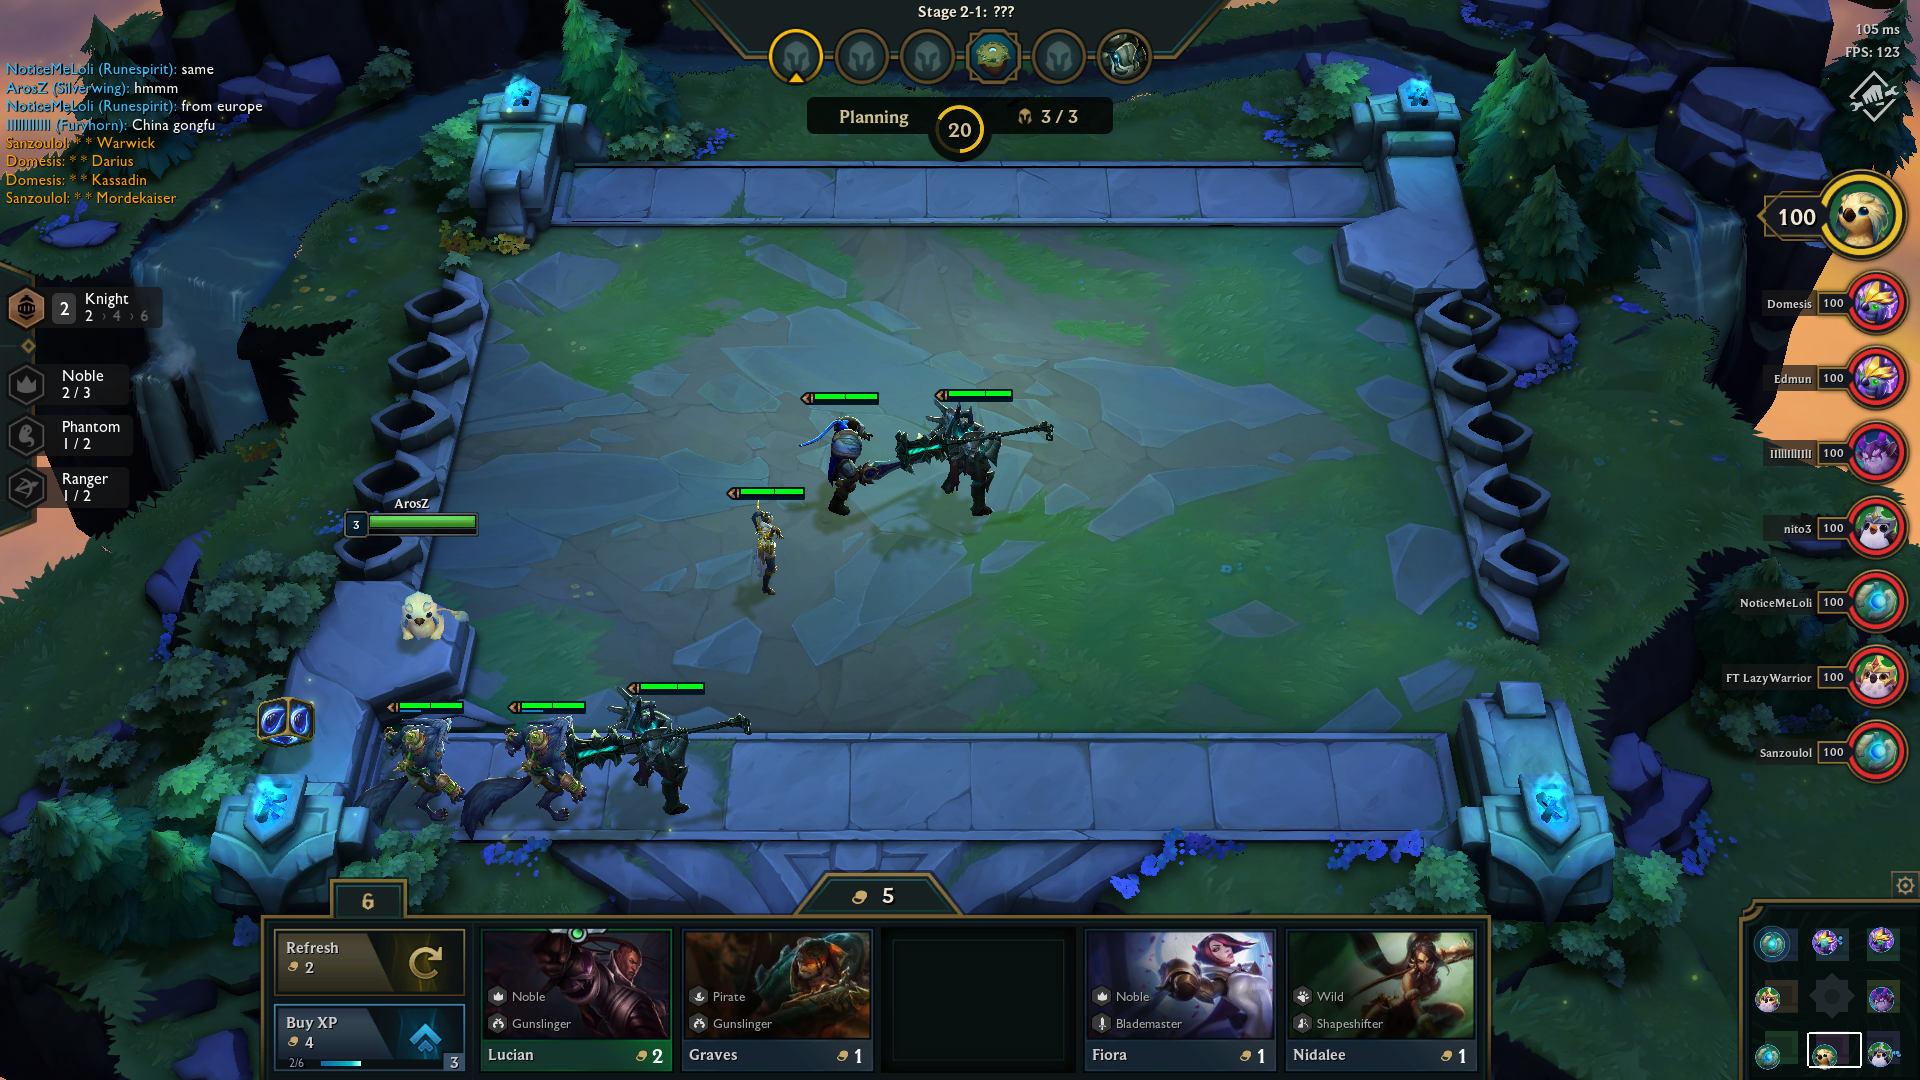 Stage 2-1: ???
105 ms
FPS: 123
NoticeMeLoli (Runespirit): same
ArosZ (Silverwing): hmmm
NoticeMeLoli (Runespirit): from europe
(Furyhorn): China gongfu
Sanzoulol: * * Warwick
Domesis: * * Darius
Domesis: * * Kassadin
Sanzoulol: * * Mordekaiser
Planning
20
3 / 3
100
Domesis 100
Edmun 100
100
nito3 100
NoticeMeLoli 100
FT LazyWarrior 100
Sanzoulol 100
2
Knight
2 › 4 › 6
Noble
2 / 3
Phantom
1 / 2
Ranger
1 / 2
ArosZ
3
6
5
Refresh
2
Buy XP
4
2/6
3
Noble
Gunslinger
Lucian 2
Pirate
Gunslinger
Graves 1
Noble
Blademaster
Fiora 1
Wild
Shapeshifter
Nidalee 1